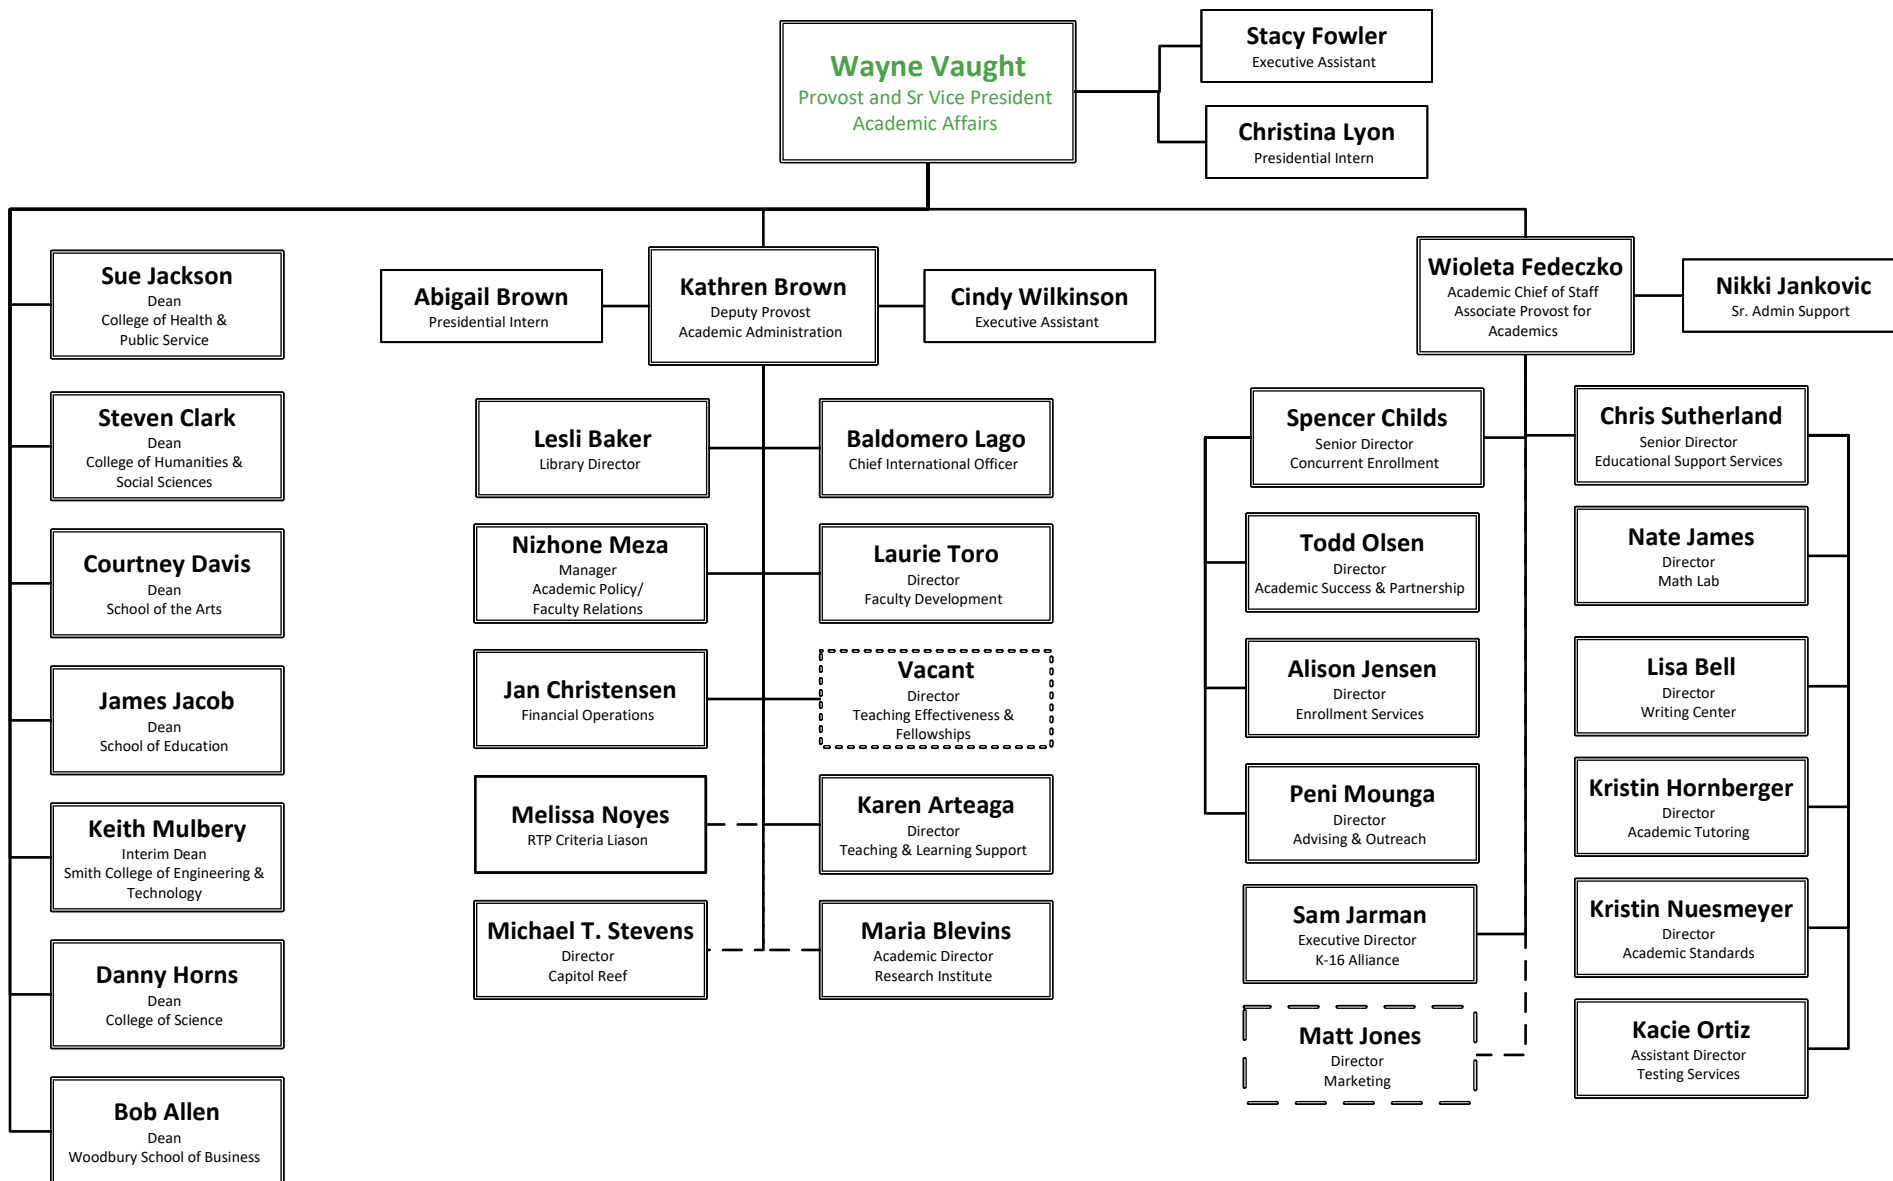 Wayne Vaught
Provost and Sr Vice President
Academic Affairs
Stacy Fowler
Executive Assistant
Christina Lyon
Presidential Intern
Sue Jackson
Dean
College of Health &
Public Service
Steven Clark
Dean
College of Humanities &
Social Sciences
Courtney Davis
Dean
School of the Arts
James Jacob
Dean
School of Education
Keith Mulbery
Interim Dean
Smith College of Engineering &
Technology
Danny Horns
Dean
College of Science
Bob Allen
Dean
Woodbury School of Business
Abigail Brown
Presidential Intern
Kathren Brown
Deputy Provost
Academic Administration
Cindy Wilkinson
Executive Assistant
Lesli Baker
Library Director
Baldomero Lago
Chief International Officer
Nizhone Meza
Manager
Academic Policy/
Faculty Relations
Laurie Toro
Director
Faculty Development
Jan Christensen
Financial Operations
Vacant
Director
Teaching Effectiveness &
Fellowships
Melissa Noyes
RTP Criteria Liason
Karen Arteaga
Director
Teaching & Learning Support
Michael T. Stevens
Director
Capitol Reef
Maria Blevins
Academic Director
Research Institute
Wioleta Fedeczko
Academic Chief of Staff
Associate Provost for
Academics
Nikki Jankovic
Sr. Admin Support
Spencer Childs
Senior Director
Concurrent Enrollment
Todd Olsen
Director
Academic Success & Partnership
Alison Jensen
Director
Enrollment Services
Peni Mounga
Director
Advising & Outreach
Sam Jarman
Executive Director
K-16 Alliance
Matt Jones
Director
Marketing
Chris Sutherland
Senior Director
Educational Support Services
Nate James
Director
Math Lab
Lisa Bell
Director
Writing Center
Kristin Hornberger
Director
Academic Tutoring
Kristin Nuesmeyer
Director
Academic Standards
Kacie Ortiz
Assistant Director
Testing Services